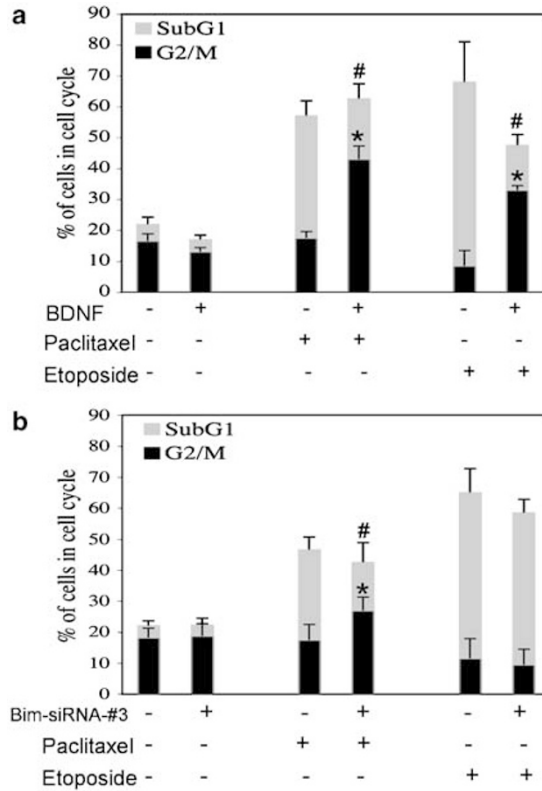 a
90
80
70
60
50
40
30
20
10
0
% of cells in cell cycle
SubG1
G2/M
# * # *
BDNF - + - + - +
Paclitaxel - - + + - -
Etoposide - - - - + +
b
90
80
70
60
50
40
30
20
10
0
% of cells in cell cycle
SubG1
G2/M
# *
Bim-siRNA-#3 - + - + - +
Paclitaxel - - + + - -
Etoposide - - - - + +